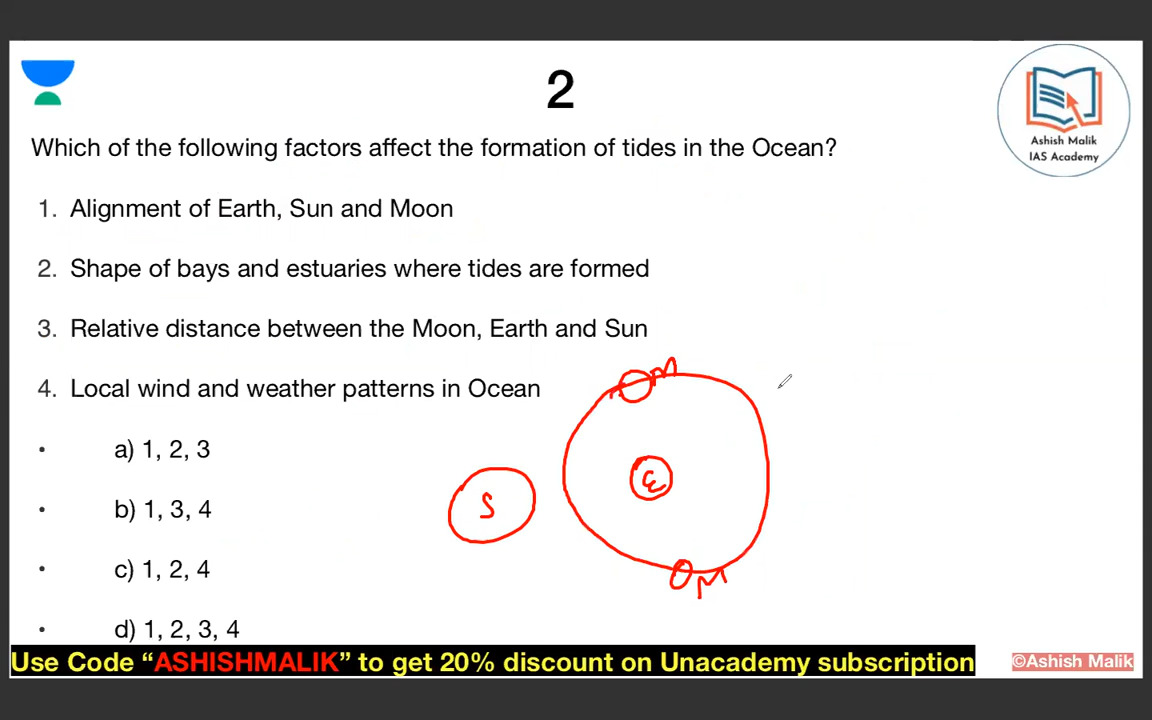 2
Ashish Malik
IAS Academy
Which of the following factors affect the formation of tides in the Ocean?
1. Alignment of Earth, Sun and Moon
2. Shape of bays and estuaries where tides are formed
3. Relative distance between the Moon, Earth and Sun
M
4. Local wind and weather patterns in Ocean
• a) 1, 2, 3
E
S
• b) 1, 3, 4
• c) 1, 2, 4
M
• d) 1, 2, 3, 4
Use Code “ASHISHMALIK” to get 20% discount on Unacademy subscription
©Ashish Malik